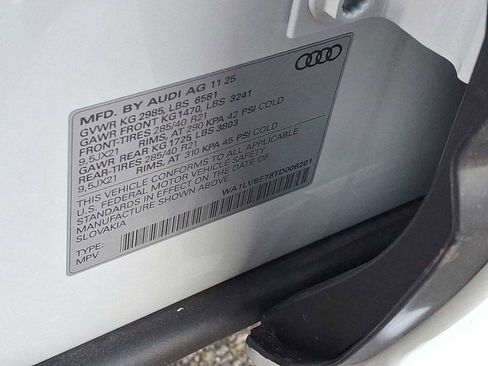 MFD. BY AUDI AG 11 25
GVWR KG 2985, LBS 6581
GAWR FRONT KG1470, LBS 3241
FRONT-TIRES 285/40 R21
9,5JX21 RIMS, AT 290 KPA 42 PSI COLD
GAWR REAR KG 1725 LBS 3803
REAR-TIRES 285/40 R21
9,5JX21 RIMS, AT 310 KPA 45 PSI COLD
THIS VEHICLE CONFORMS TO ALL APPLICABLE
U.S. FEDERAL MOTOR VEHICLE SAFETY
STANDARDS IN EFFECT ON THE DATE OF
MANUFACTURE SHOWN ABOVE
SLOVAKIA
WA1LVBF78TD006201
TYPE:
MPV